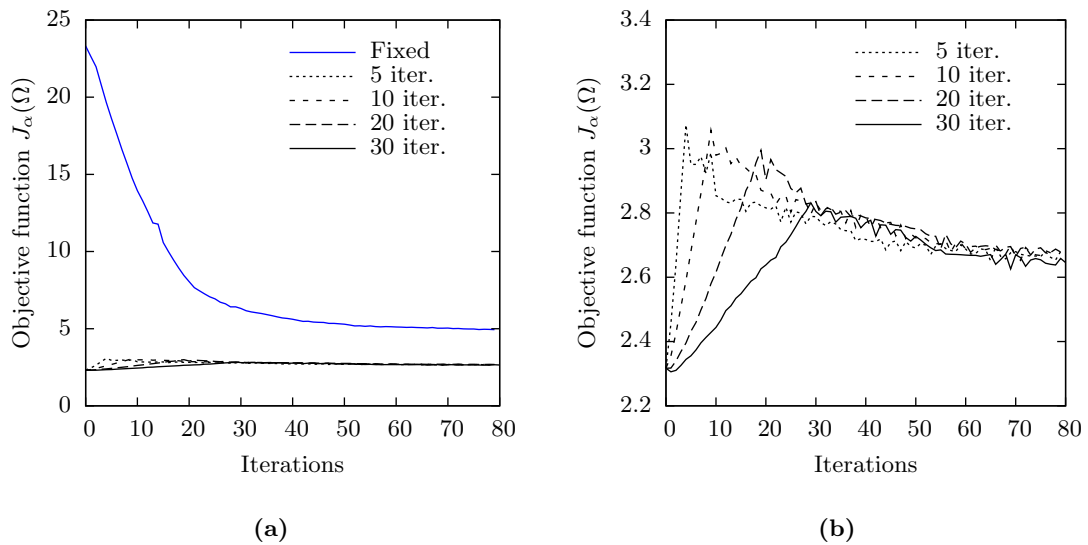 25
20
15
10
5
0
0 10 20 30 40 50 60 70 80
Objective function Jα(Ω)
Iterations
Fixed
5 iter.
10 iter.
20 iter.
30 iter.
(a)
3.4
3.2
3.0
2.8
2.6
2.4
2.2
0 10 20 30 40 50 60 70 80
Objective function Jα(Ω)
Iterations
5 iter.
10 iter.
20 iter.
30 iter.
(b)